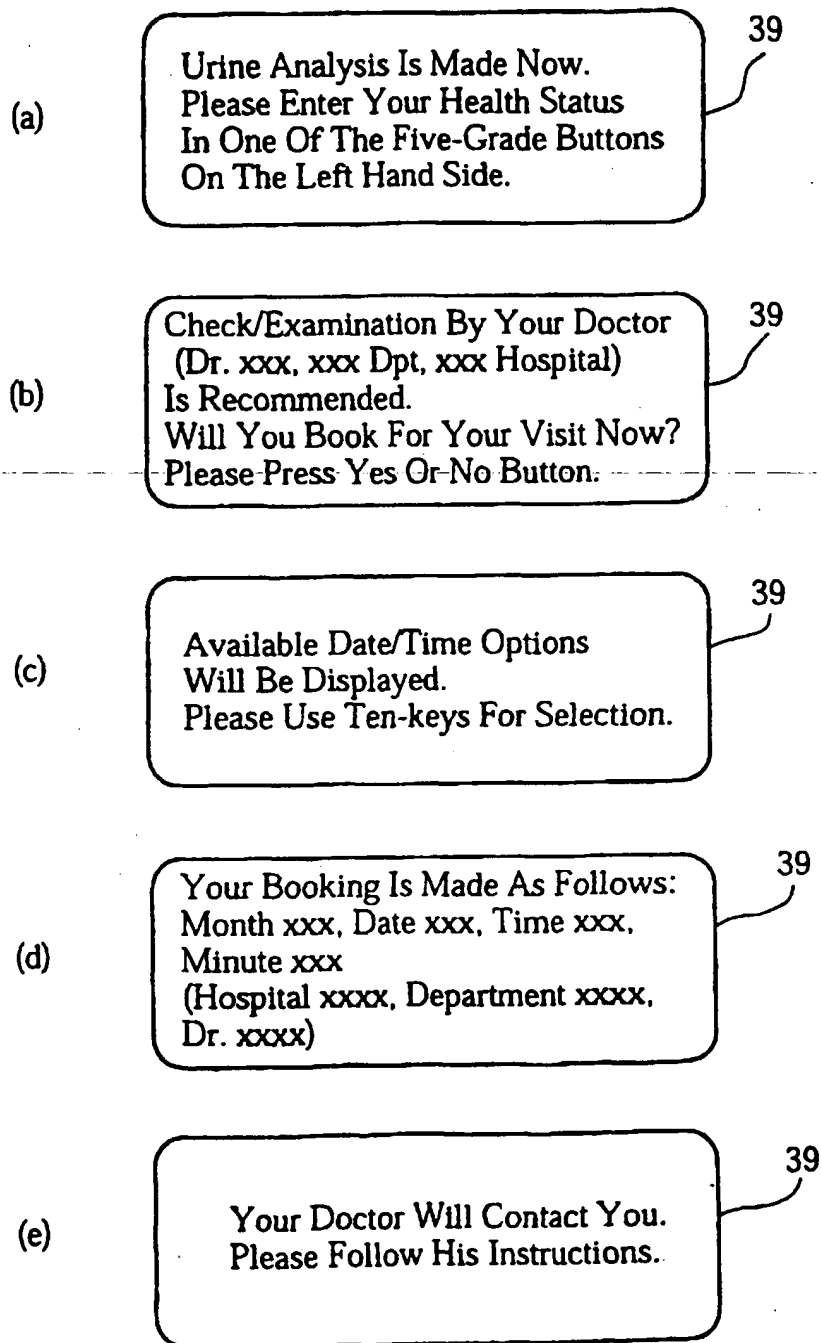 39
(a)
Urine Analysis Is Made Now.
Please Enter Your Health Status
In One Of The Five-Grade Buttons
On The Left Hand Side.
39
(b)
Check/Examination By Your Doctor
(Dr. xxx, xxx Dpt, xxx Hospital)
Is Recommended.
Will You Book For Your Visit Now?
Please Press Yes Or No Button.
39
(c)
Available Date/Time Options
Will Be Displayed.
Please Use Ten-keys For Selection.
39
(d)
Your Booking Is Made As Follows:
Month xxx, Date xxx, Time xxx,
Minute xxx
(Hospital xxxx, Department xxxx,
Dr. xxxx)
39
(e)
Your Doctor Will Contact You.
Please Follow His Instructions.